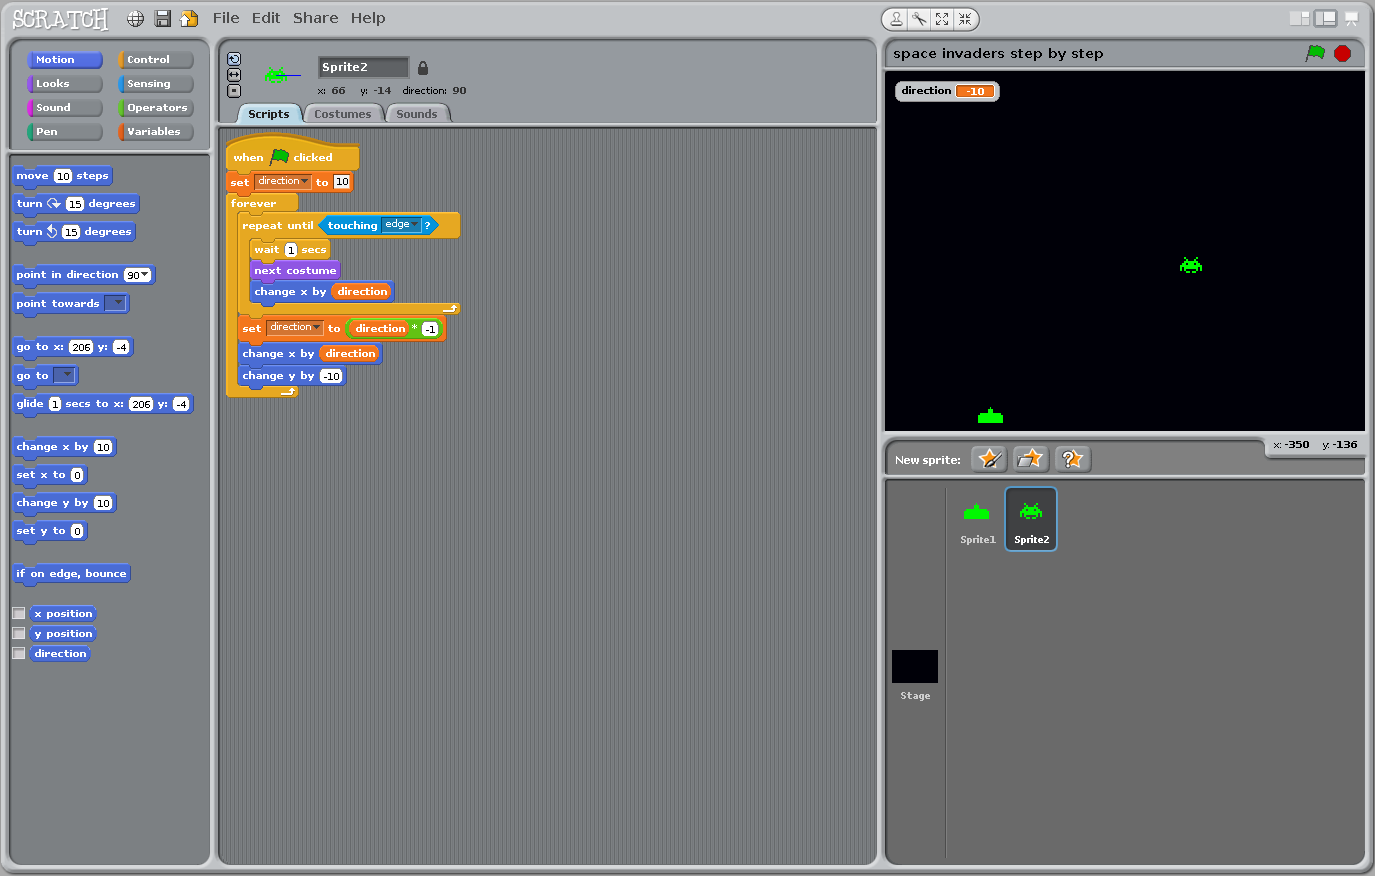 SCRATCH File Edit Share Help
Motion Control
Looks Sensing
Sound Operators
Pen Variables
move 10 steps
turn 15 degrees
turn 15 degrees
point in direction 90
point towards
go to x: 206 y: -4
go to
glide 1 secs to x: 206 y: -4
change x by 10
set x to 0
change y by 10
set y to 0
if on edge, bounce
x position
y position
direction
Sprite2
x: 66 y: -14 direction: 90
Scripts Costumes Sounds
when clicked
set direction to 10
forever
repeat until touching edge ?
wait 1 secs
next costume
change x by direction
set direction to direction * -1
change x by direction
change y by -10
space invaders step by step
direction -10
x: -350 y: -136
New sprite:
Sprite1 Sprite2
Stage